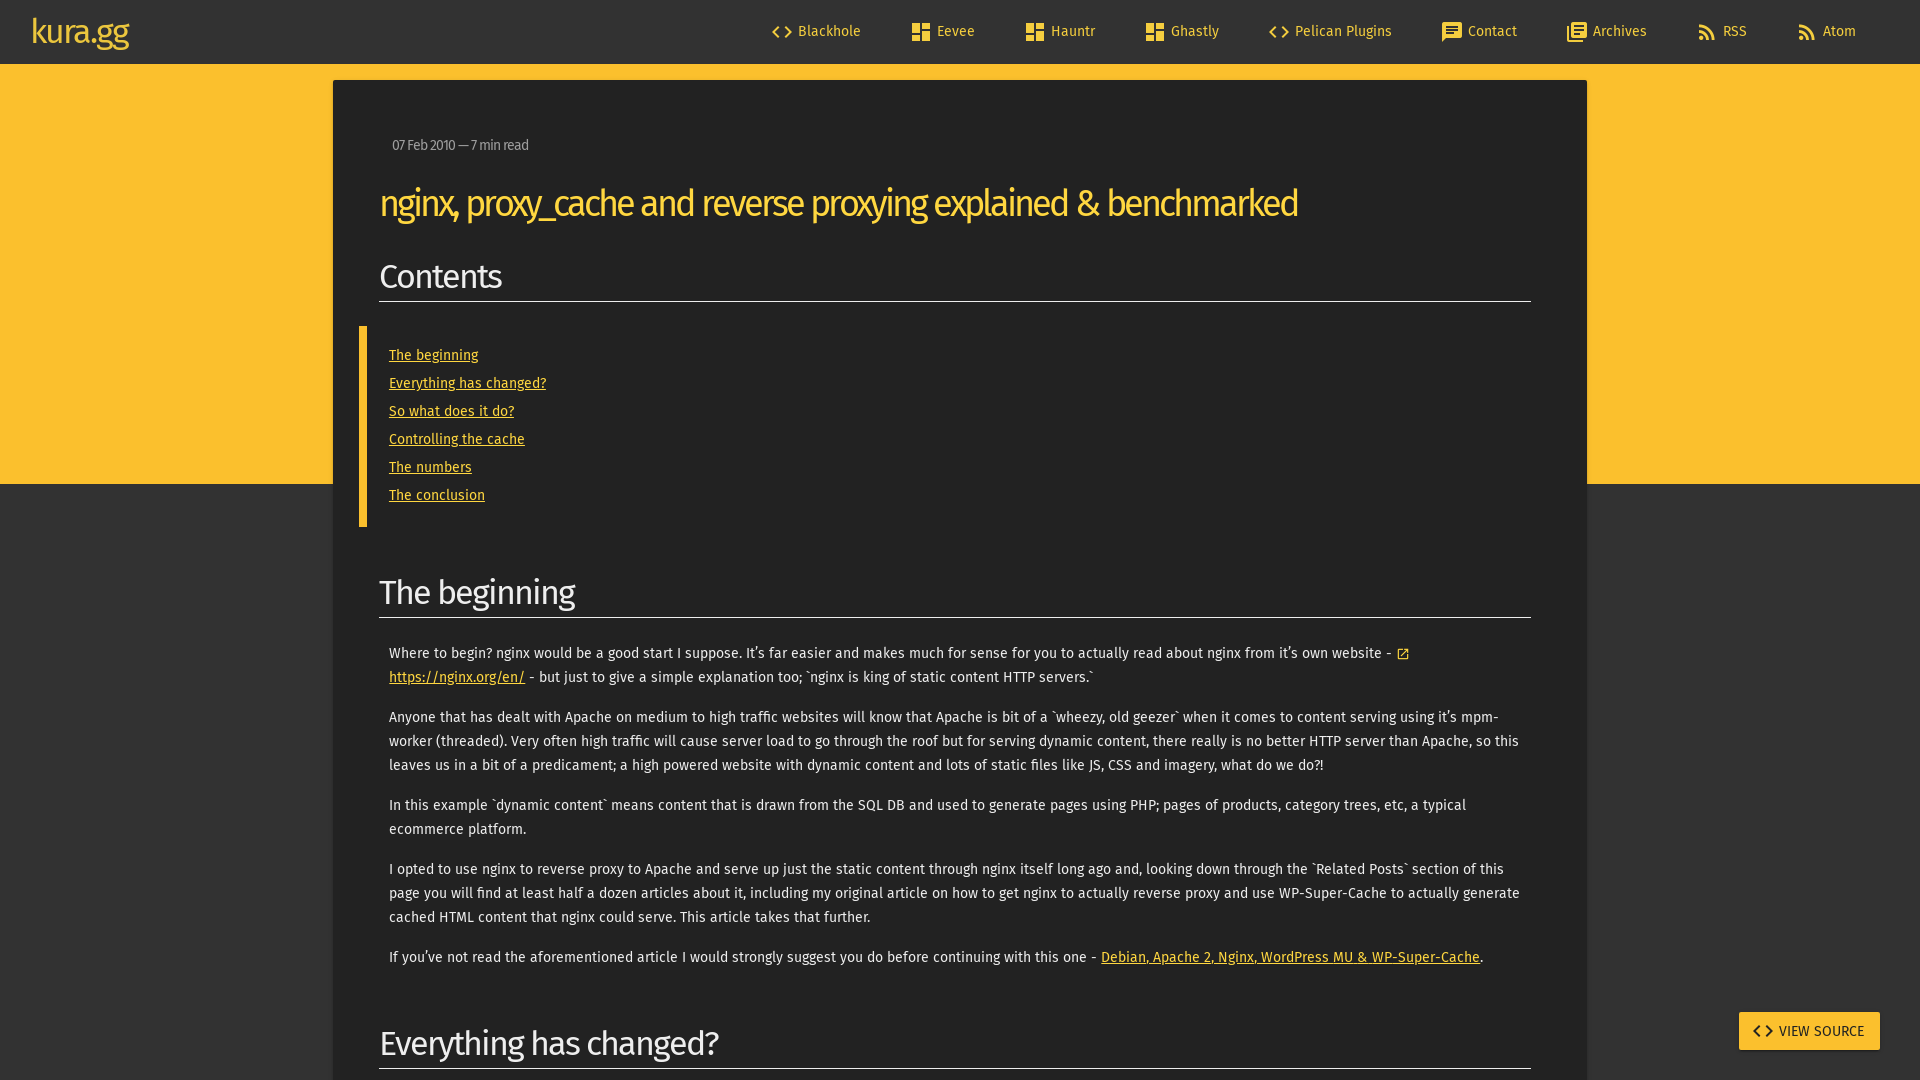 kura.gg
Blackhole
Eevee
Hauntr
Ghastly
Pelican Plugins
Contact
Archives
RSS
Atom
07 Feb 2010 — 7 min read
nginx, proxy_cache and reverse proxying explained & benchmarked
Contents
The beginning
Everything has changed?
So what does it do?
Controlling the cache
The numbers
The conclusion
The beginning
Where to begin? nginx would be a good start I suppose. It’s far easier and makes much for sense for you to actually read about nginx from it’s own website -
https://nginx.org/en/ - but just to give a simple explanation too; `nginx is king of static content HTTP servers.`
Anyone that has dealt with Apache on medium to high traffic websites will know that Apache is bit of a `wheezy, old geezer` when it comes to content serving using it’s mpm-
worker (threaded). Very often high traffic will cause server load to go through the roof but for serving dynamic content, there really is no better HTTP server than Apache, so this
leaves us in a bit of a predicament; a high powered website with dynamic content and lots of static files like JS, CSS and imagery, what do we do?!
In this example `dynamic content` means content that is drawn from the SQL DB and used to generate pages using PHP; pages of products, category trees, etc, a typical
ecommerce platform.
I opted to use nginx to reverse proxy to Apache and serve up just the static content through nginx itself long ago and, looking down through the `Related Posts` section of this
page you will find at least half a dozen articles about it, including my original article on how to get nginx to actually reverse proxy and use WP-Super-Cache to actually generate
cached HTML content that nginx could serve. This article takes that further.
If you’ve not read the aforementioned article I would strongly suggest you do before continuing with this one - Debian, Apache 2, Nginx, WordPress MU & WP-Super-Cache.
Everything has changed?
VIEW SOURCE